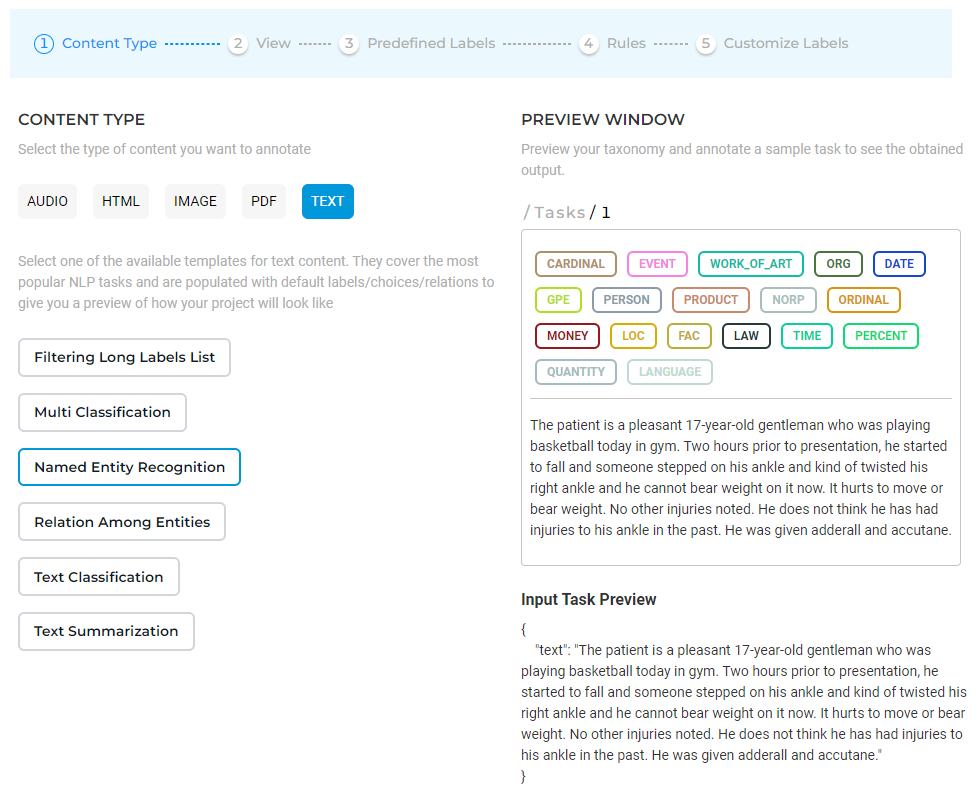 1 Content Type 2 View 3 Predefined Labels 4 Rules 5 Customize Labels
CONTENT TYPE
Select the type of content you want to annotate
AUDIO HTML IMAGE PDF TEXT
Select one of the available templates for text content. They cover the most
popular NLP tasks and are populated with default labels/choices/relations to
give you a preview of how your project will look like
Filtering Long Labels List
Multi Classification
Named Entity Recognition
Relation Among Entities
Text Classification
Text Summarization
PREVIEW WINDOW
Preview your taxonomy and annotate a sample task to see the obtained
output.
/Tasks/ 1
CARDINAL EVENT WORK_OF_ART ORG DATE
GPE PERSON PRODUCT NORP ORDINAL
MONEY LOC FAC LAW TIME PERCENT
QUANTITY LANGUAGE
The patient is a pleasant 17-year-old gentleman who was playing
basketball today in gym. Two hours prior to presentation, he started
to fall and someone stepped on his ankle and kind of twisted his
right ankle and he cannot bear weight on it now. It hurts to move or
bear weight. No other injuries noted. He does not think he has had
injuries to his ankle in the past. He was given adderall and accutane.
Input Task Preview
{
"text": "The patient is a pleasant 17-year-old gentleman who was
playing basketball today in gym. Two hours prior to presentation, he
started to fall and someone stepped on his ankle and kind of twisted his
right ankle and he cannot bear weight on it now. It hurts to move or bear
weight. No other injuries noted. He does not think he has had injuries to
his ankle in the past. He was given adderall and accutane."
}